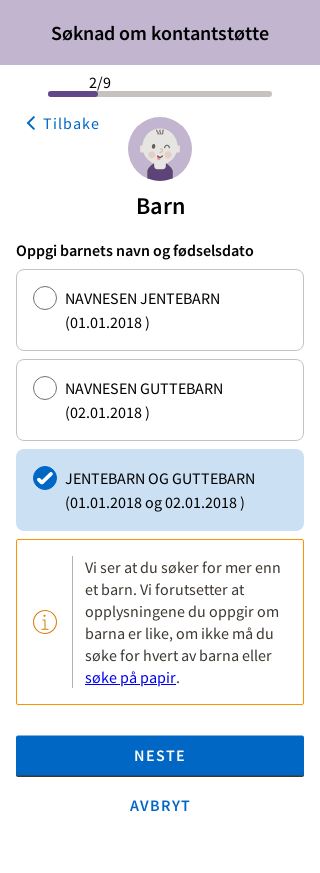 Søknad om kontantstøtte
2/9
Tilbake
Barn
Oppgi barnets navn og fødselsdato
NAVNESEN JENTEBARN
(01.01.2018 )
NAVNESEN GUTTEBARN
(02.01.2018 )
JENTEBARN OG GUTTEBARN
(01.01.2018 og 02.01.2018 )
Vi ser at du søker for mer enn
et barn. Vi forutsetter at
opplysningene du oppgir om
barna er like, om ikke må du
søke for hvert av barna eller
søke på papir.
NESTE
AVBRYT